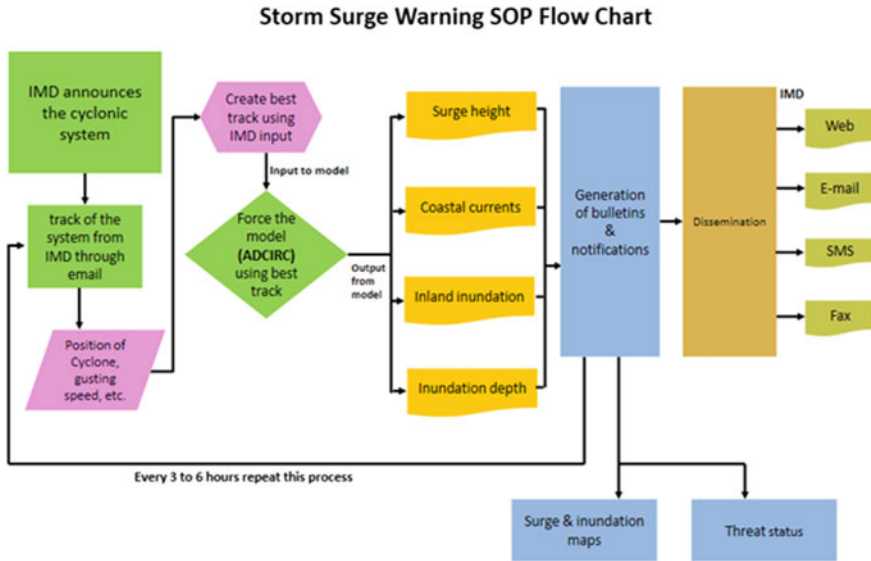 Storm Surge Warning SOP Flow Chart
IMD announces
the cyclonic
system
track of the
system from
IMD through
email
Position of
Cyclone,
gusting
speed, etc.
Create best
track using
IMD input
Input to model
Force the
model
(ADCIRC)
using best
track
Output
from
model
Surge height
Coastal currents
Inland inundation
Inundation depth
Generation
of bulletins
&
notifications
Dissemination
IMD
Web
E-mail
SMS
Fax
Every 3 to 6 hours repeat this process
Surge & inundation
maps
Threat status